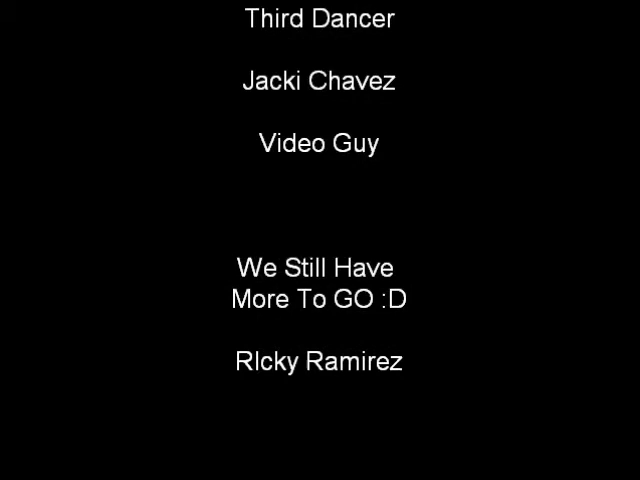 Third Dancer
Jacki Chavez
Video Guy
We Still Have
More To GO :D
RIcky Ramirez